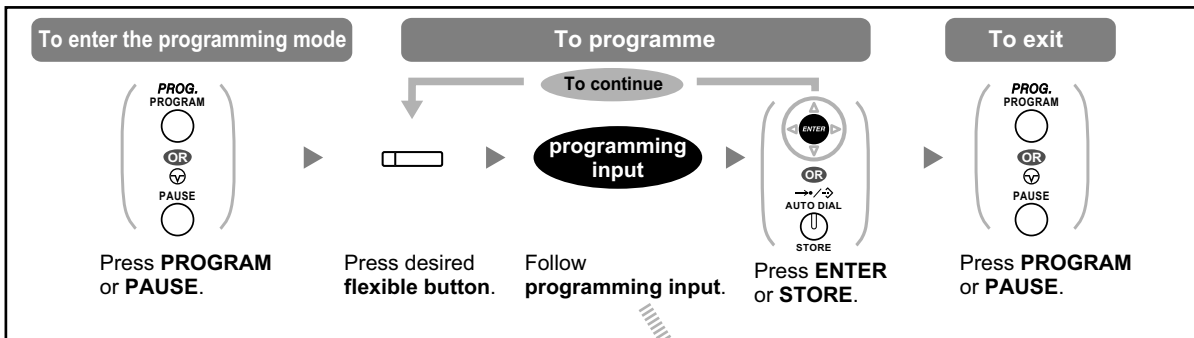 To enter the programming mode
To programme
To exit
To continue
PROG.
PROGRAM
OR
PAUSE
programming
input
ENTER
OR
AUTO DIAL
STORE
PROG.
PROGRAM
OR
PAUSE
Press PROGRAM
or PAUSE.
Press desired
flexible button.
Follow
programming input.
Press ENTER
or STORE.
Press PROGRAM
or PAUSE.